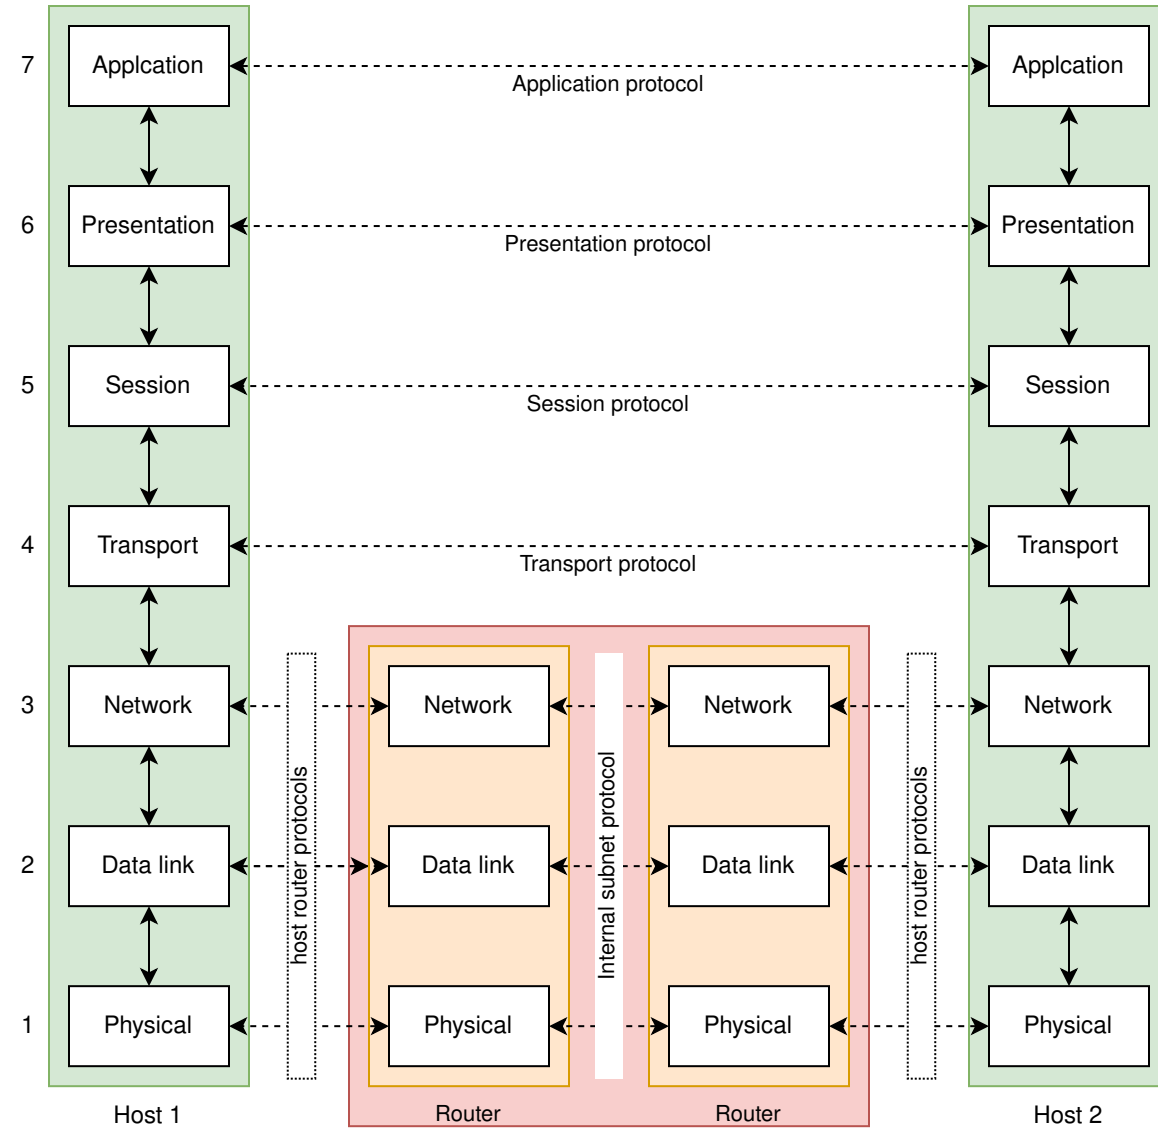 7
Applcation
Applcation
Application protocol
6
Presentation
Presentation
Presentation protocol
5
Session
Session
Session protocol
4
Transport
Transport
Transport protocol
3
Network
Network
Network
Network
host router protocols
Internal subnet protocol
host router protocols
2
Data link
Data link
Data link
Data link
1
Physical
Physical
Physical
Physical
Host 1
Router
Router
Host 2